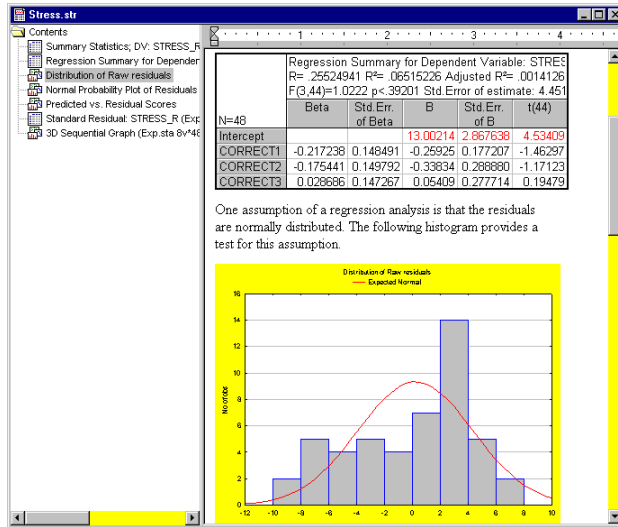 Stress.str
Contents
Summary Statistics; DV: STRESS_R
Regression Summary for Depender
Distribution of Raw residuals
Normal Probability Plot of Residuals
Predicted vs. Residual Scores
Standard Residual: STRESS_R (Exp
3D Sequential Graph (Exp.sta 8v*48
1 2 3 4
Regression Summary for Dependent Variable: STRES
R= .25524941 R²= .06515226 Adjusted R²= .0014126
F(3,44)=1.0222 p<.39201 Std.Error of estimate: 4.451
N=48 Beta Std.Err. of Beta B Std.Err. of B t(44)
Intercept 13.00214 2.867638 4.53409
CORRECT1 -0.217238 0.148491 -0.25925 0.177207 -1.46297
CORRECT2 -0.175441 0.149792 -0.33834 0.288880 -1.17123
CORRECT3 0.028686 0.147267 0.05409 0.277714 0.19479
One assumption of a regression analysis is that the residuals
are normally distributed. The following histogram provides a
test for this assumption.
Distribution of Raw residuals
Expected Normal
No of obs
16
14
12
10
8
6
4
2
0
-12 -10 -8 -6 -4 -2 0 2 4 6 8 10